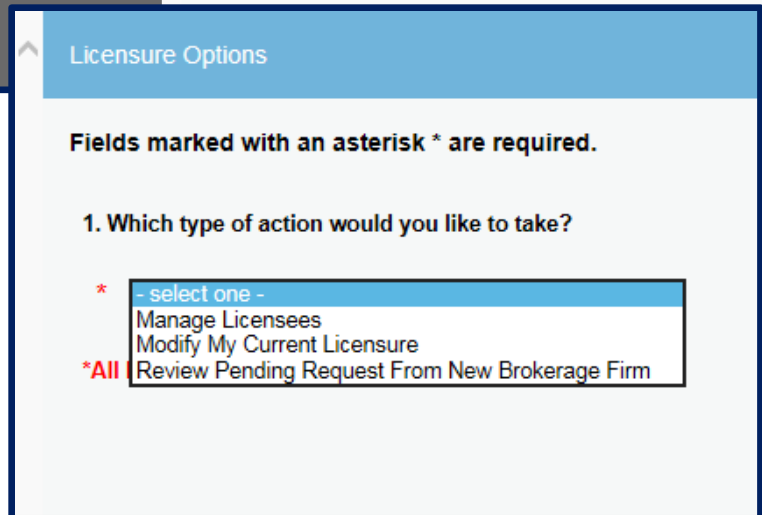 Licensure Options
Fields marked with an asterisk * are required.
1. Which type of action would you like to take?
* - select one -
Manage Licensees
Modify My Current Licensure
*All Review Pending Request From New Brokerage Firm